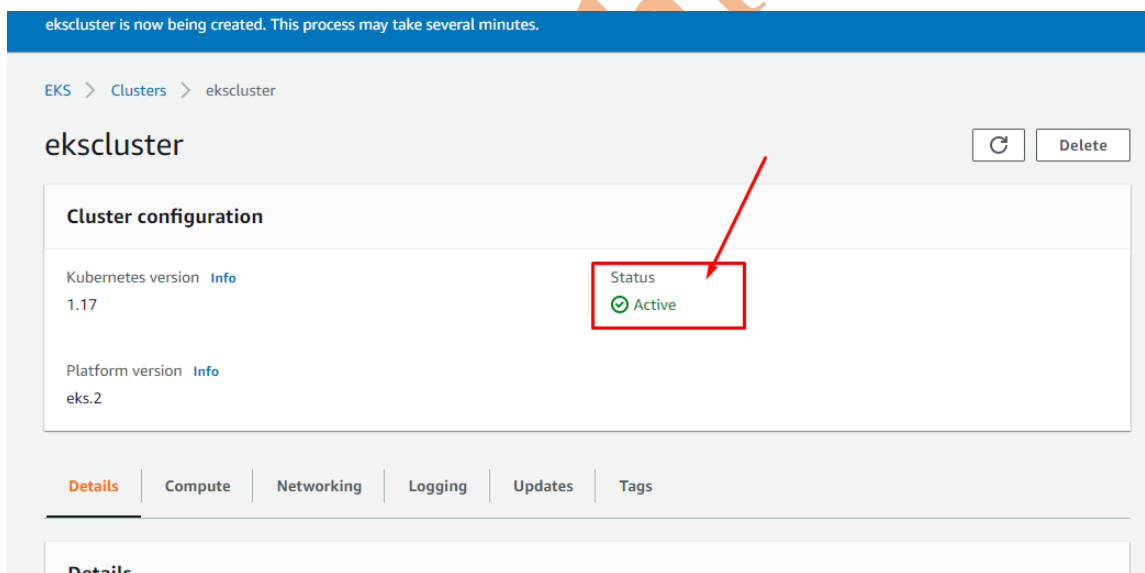 ekscluster is now being created. This process may take several minutes.
EKS > Clusters > ekscluster
ekscluster
Delete
Cluster configuration
Kubernetes version Info
1.17
Status
Active
Platform version Info
eks.2
Details Compute Networking Logging Updates Tags
Details